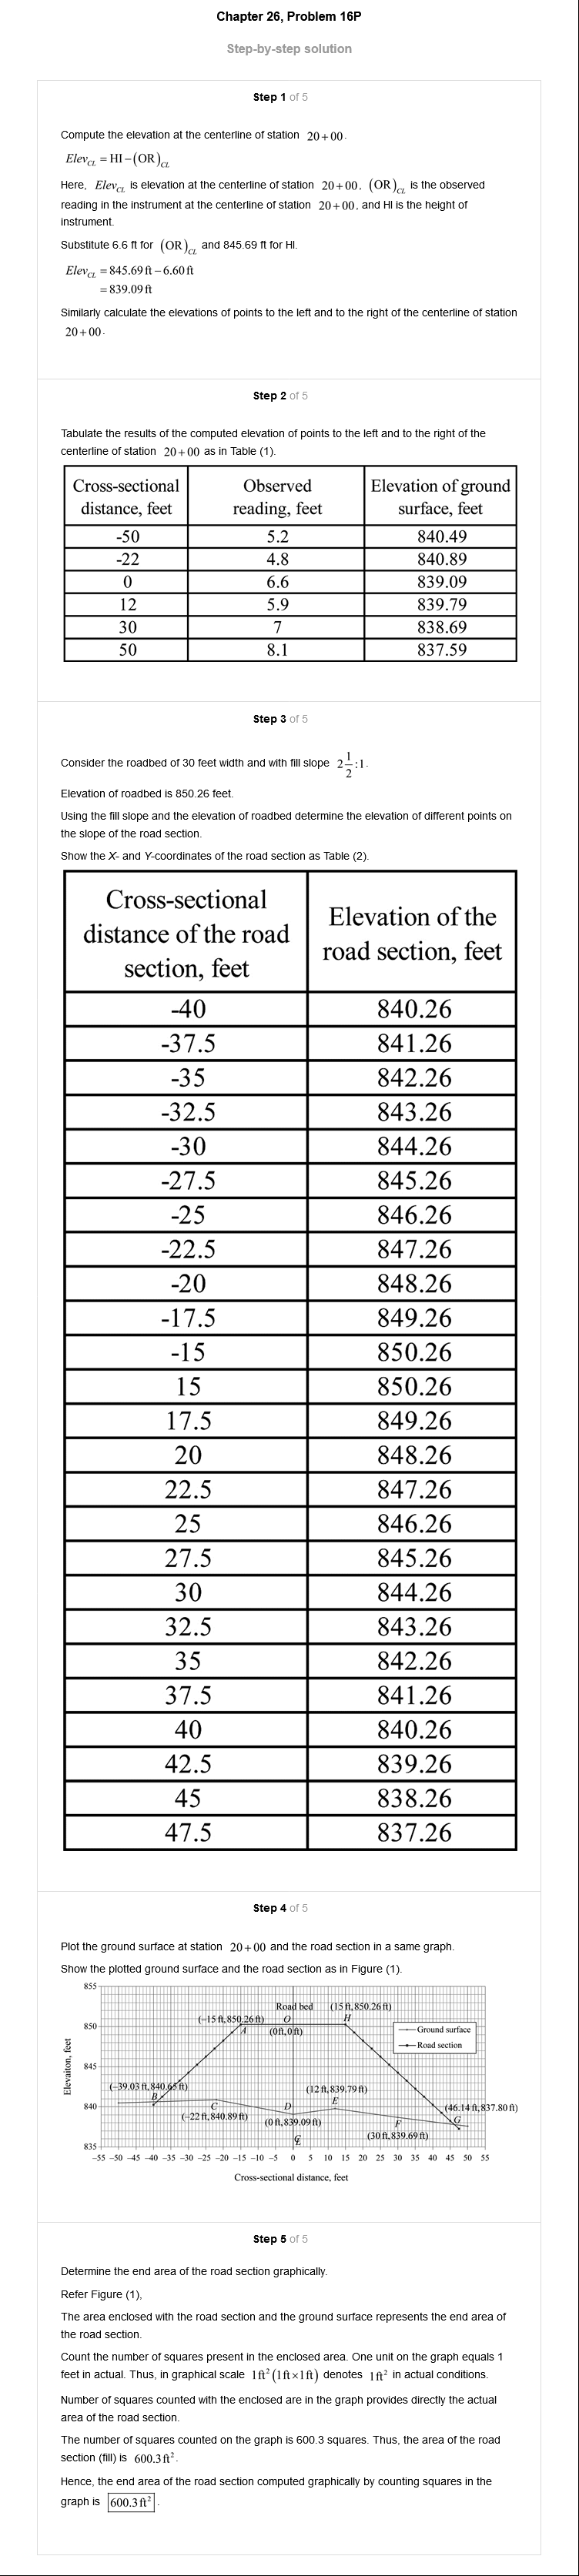 Chapter 26, Problem 16P
Step-by-step solution
Step 1 of 5
Compute the elevation at the centerline of station 20+00.
Elev_CL = HI−(OR)_CL
Here, Elev_CL is elevation at the centerline of station 20+00, (OR)_CL is the observed
reading in the instrument at the centerline of station 20+00, and HI is the height of
instrument.
Substitute 6.6 ft for (OR)_CL and 845.69 ft for HI.
Elev_CL = 845.69 ft − 6.60 ft
= 839.09 ft
Similarly calculate the elevations of points to the left and to the right of the centerline of station
20+00.
Step 2 of 5
Tabulate the results of the computed elevation of points to the left and to the right of the
centerline of station 20+00 as in Table (1).
Cross-sectional distance, feet Observed reading, feet Elevation of ground surface, feet
-50 5.2 840.49
-22 4.8 840.89
0 6.6 839.09
12 5.9 839.79
30 7 838.69
50 8.1 837.59
Step 3 of 5
Consider the roadbed of 30 feet width and with fill slope 2 1/2 :1.
Elevation of roadbed is 850.26 feet.
Using the fill slope and the elevation of roadbed determine the elevation of different points on
the slope of the road section.
Show the X- and Y-coordinates of the road section as Table (2).
Cross-sectional distance of the road section, feet Elevation of the road section, feet
-40 840.26
-37.5 841.26
-35 842.26
-32.5 843.26
-30 844.26
-27.5 845.26
-25 846.26
-22.5 847.26
-20 848.26
-17.5 849.26
-15 850.26
15 850.26
17.5 849.26
20 848.26
22.5 847.26
25 846.26
27.5 845.26
30 844.26
32.5 843.26
35 842.26
37.5 841.26
40 840.26
42.5 839.26
45 838.26
47.5 837.26
Step 4 of 5
Plot the ground surface at station 20+00 and the road section in a same graph.
Show the plotted ground surface and the road section as in Figure (1).
855
850
845
840
835
Elevaiton, feet
Road bed
(−15 ft,850.26 ft)
O
(15 ft,850.26 ft)
H
A
(0 ft,0 ft)
Ground surface
Road section
(−39.03 ft,840.65 ft)
B
C
(−22 ft,840.89 ft)
D
(0 ft,839.09 ft)
(12 ft,839.79 ft)
E
F
(30 ft,839.69 ft)
(46.14 ft,837.80 ft)
G
℄
−55 −50 −45 −40 −35 −30 −25 −20 −15 −10 −5 0 5 10 15 20 25 30 35 40 45 50 55
Cross-sectional distance, feet
Step 5 of 5
Determine the end area of the road section graphically.
Refer Figure (1),
The area enclosed with the road section and the ground surface represents the end area of
the road section.
Count the number of squares present in the enclosed area. One unit on the graph equals 1
feet in actual. Thus, in graphical scale 1 ft² (1 ft×1 ft) denotes 1 ft² in actual conditions.
Number of squares counted with the enclosed are in the graph provides directly the actual
area of the road section.
The number of squares counted on the graph is 600.3 squares. Thus, the area of the road
section (fill) is 600.3 ft².
Hence, the end area of the road section computed graphically by counting squares in the
graph is 600.3 ft².